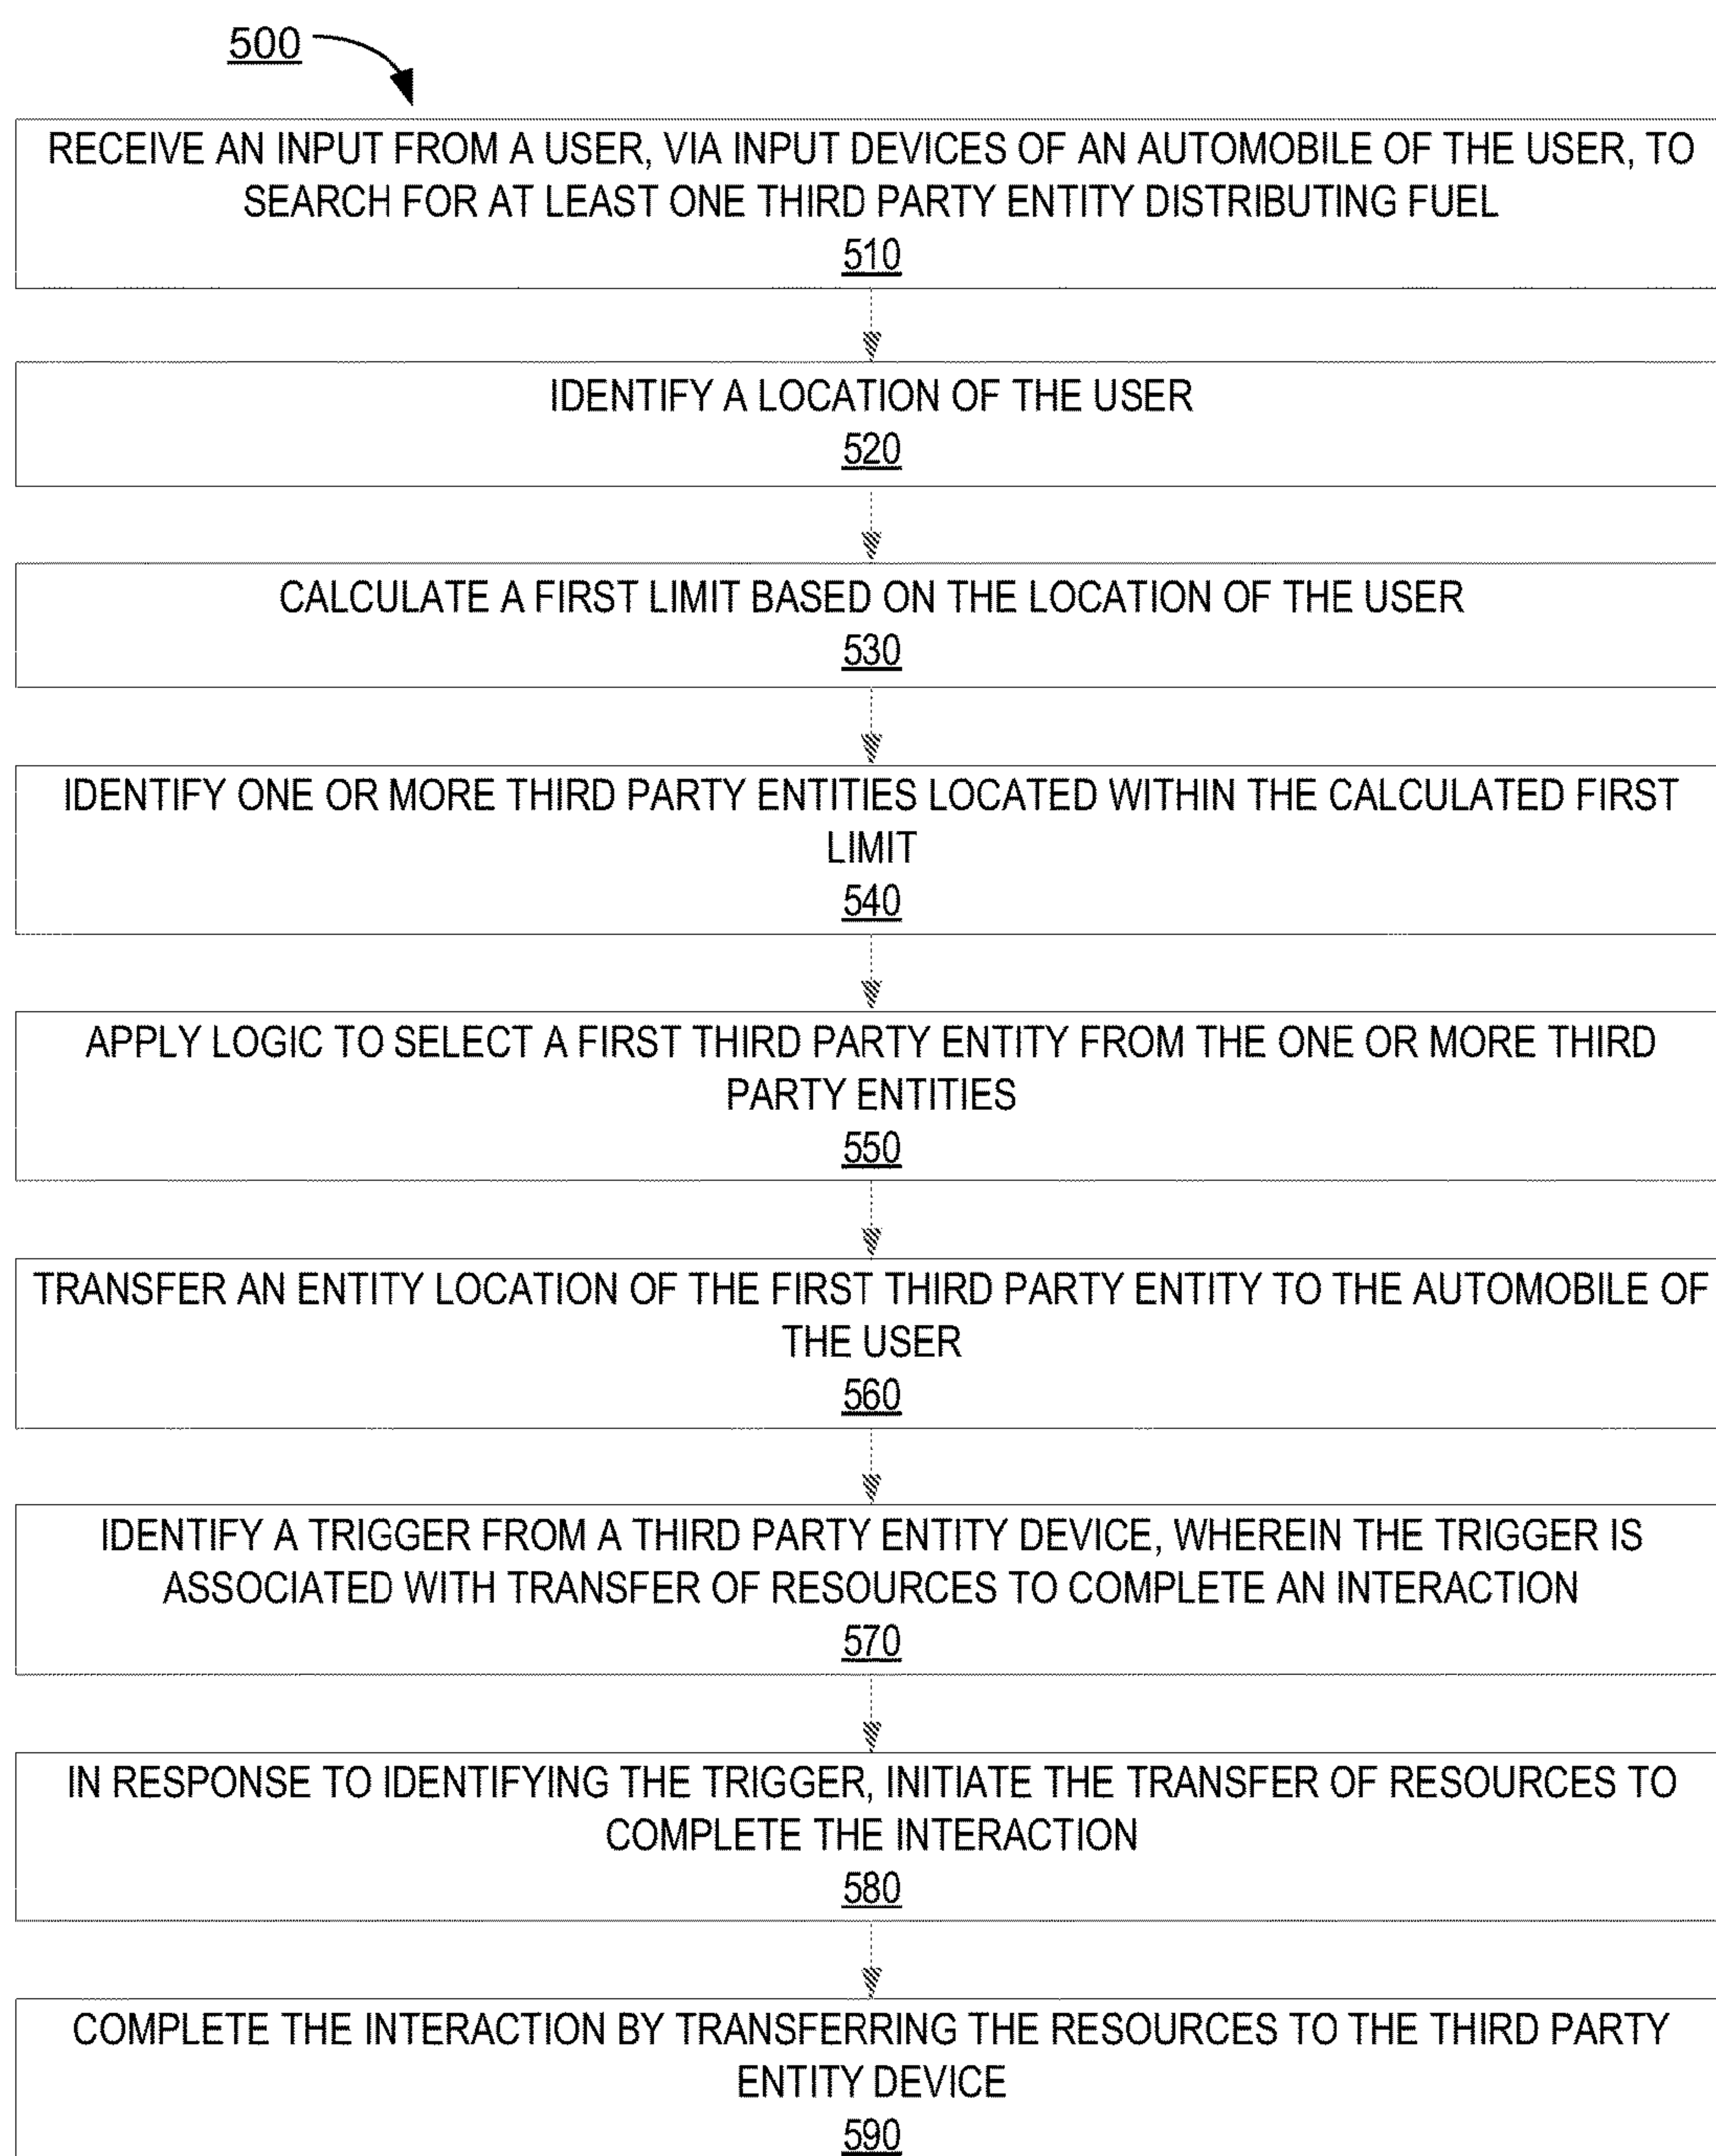 500
RECEIVE AN INPUT FROM A USER, VIA INPUT DEVICES OF AN AUTOMOBILE OF THE USER, TO
SEARCH FOR AT LEAST ONE THIRD PARTY ENTITY DISTRIBUTING FUEL
510
IDENTIFY A LOCATION OF THE USER
520
CALCULATE A FIRST LIMIT BASED ON THE LOCATION OF THE USER
530
IDENTIFY ONE OR MORE THIRD PARTY ENTITIES LOCATED WITHIN THE CALCULATED FIRST
LIMIT
540
APPLY LOGIC TO SELECT A FIRST THIRD PARTY ENTITY FROM THE ONE OR MORE THIRD
PARTY ENTITIES
550
TRANSFER AN ENTITY LOCATION OF THE FIRST THIRD PARTY ENTITY TO THE AUTOMOBILE OF
THE USER
560
IDENTIFY A TRIGGER FROM A THIRD PARTY ENTITY DEVICE, WHEREIN THE TRIGGER IS
ASSOCIATED WITH TRANSFER OF RESOURCES TO COMPLETE AN INTERACTION
570
IN RESPONSE TO IDENTIFYING THE TRIGGER, INITIATE THE TRANSFER OF RESOURCES TO
COMPLETE THE INTERACTION
580
COMPLETE THE INTERACTION BY TRANSFERRING THE RESOURCES TO THE THIRD PARTY
ENTITY DEVICE
590